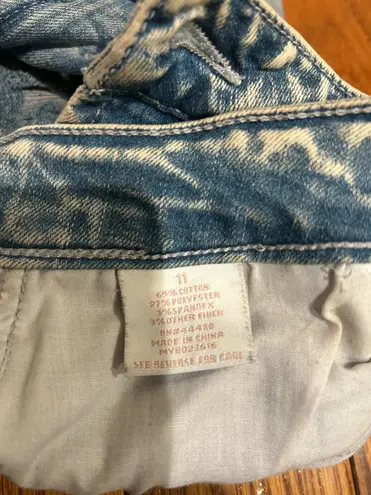 11
69% COTTON
27% POLYESTER
1% SPANDEX
3% OTHER FIBER
RN#44480
MADE IN CHINA
MYB023616
SEE REVERSE FOR CARE